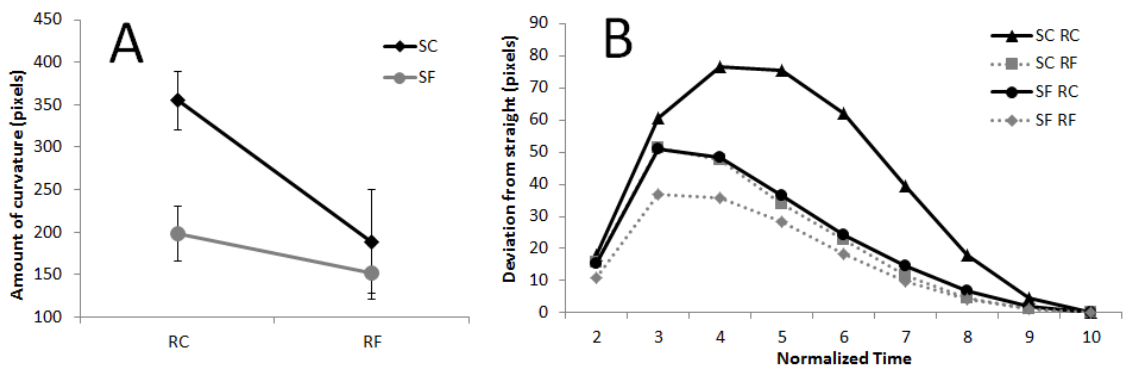 A
450
400
350
300
250
200
150
100
Amount of curvature (pixels)
RC
RF
SC
SF
B
90
80
70
60
50
40
30
20
10
0
Deviation from straight (pixels)
2 3 4 5 6 7 8 9 10
Normalized Time
SC RC
SC RF
SF RC
SF RF